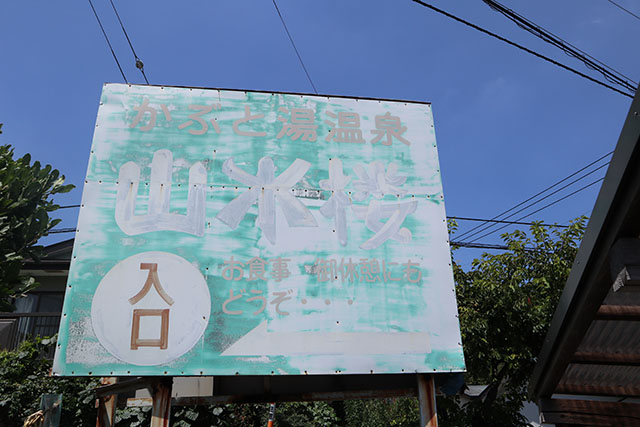 かぶと湯温泉
山水楼
お食事・御休憩にも
どうぞ・・・
入口